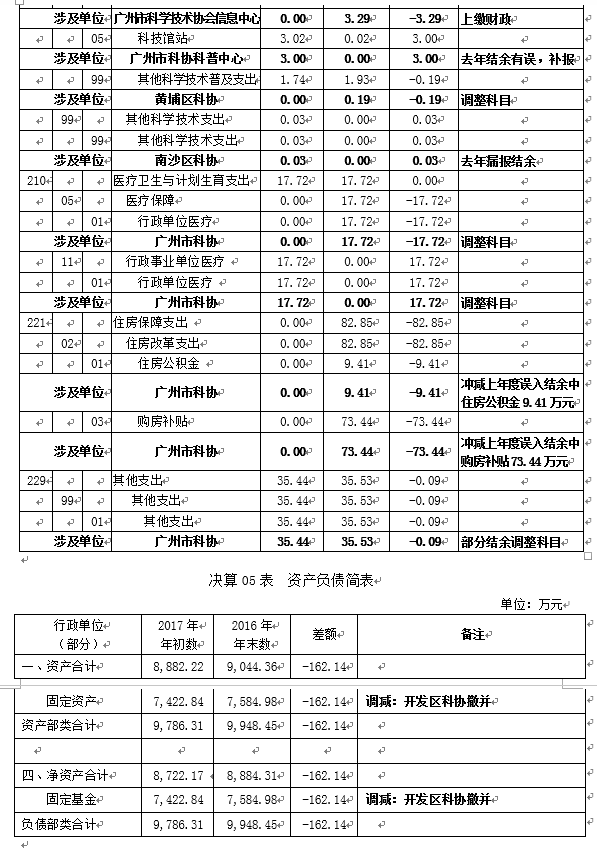 涉及单位 广州市科学技术协会信息中心 0.00 3.29 -3.29 上缴财政
05 科技馆站 3.02 0.02 3.00
涉及单位 广州市科协科普中心 3.00 0.00 3.00 去年结余有误，补报
99 其他科学技术普及支出 1.74 1.93 -0.19
涉及单位 黄埔区科协 0.00 0.19 -0.19 调整科目
99 其他科学技术支出 0.03 0.00 0.03
99 其他科学技术支出 0.03 0.00 0.03
涉及单位 南沙区科协 0.03 0.00 0.03 去年漏报结余
210 医疗卫生与计划生育支出 17.72 17.72 0.00
05 医疗保障 0.00 17.72 -17.72
01 行政单位医疗 0.00 17.72 -17.72
涉及单位 广州市科协 0.00 17.72 -17.72 调整科目
11 行政事业单位医疗 17.72 0.00 17.72
01 行政单位医疗 17.72 0.00 17.72
涉及单位 广州市科协 17.72 0.00 17.72 调整科目
221 住房保障支出 0.00 82.85 -82.85
02 住房改革支出 0.00 82.85 -82.85
01 住房公积金 0.00 9.41 -9.41
涉及单位 广州市科协 0.00 9.41 -9.41 冲减上年度误入结余中
住房公积金 9.41 万元
03 购房补贴 0.00 73.44 -73.44
涉及单位 广州市科协 0.00 73.44 -73.44 冲减上年度误入结余中
购房补贴 73.44 万元
229 其他支出 35.44 35.53 -0.09
99 其他支出 35.44 35.53 -0.09
01 其他支出 35.44 35.53 -0.09
涉及单位 广州市科协 35.44 35.53 -0.09 部分结余调整科目
决算 05 表 资产负债简表
单位：万元
行政单位 2017 年 2016 年 差额 备注
（部分） 年初数 年末数
一、资产合计 8,882.22 9,044.36 -162.14
固定资产 7,422.84 7,584.98 -162.14 调减：开发区科协撤并
资产部类合计 9,786.31 9,948.45 -162.14
四、净资产合计 8,722.17 8,884.31 -162.14
固定基金 7,422.84 7,584.98 -162.14 调减：开发区科协撤并
负债部类合计 9,786.31 9,948.45 -162.14